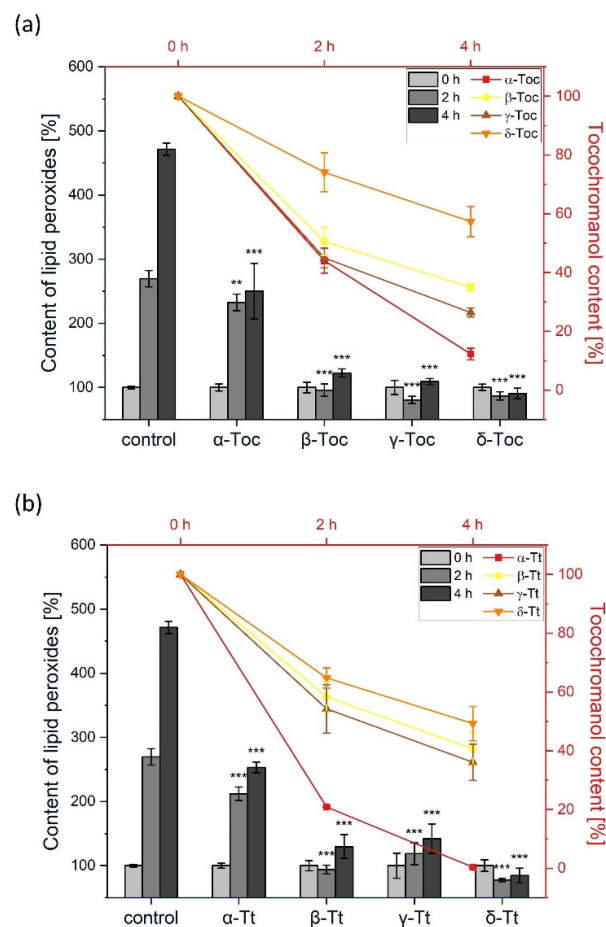 (a)
0 h 2 h 4 h
600
500
400
300
200
100
Content of lipid peroxides [%]
0 h
2 h
4 h
α-Toc
β-Toc
γ-Toc
δ-Toc
100
80
60
40
20
0
Tocochromanol content [%]
** ***
*** ***
*** ***
*** ***
control α-Toc β-Toc γ-Toc δ-Toc
(b)
0 h 2 h 4 h
600
500
400
300
200
100
Content of lipid peroxides [%]
0 h
2 h
4 h
α-Tt
β-Tt
γ-Tt
δ-Tt
100
80
60
40
20
0
Tocochromanol content [%]
*** ***
*** ***
*** ***
*** ***
control α-Tt β-Tt γ-Tt δ-Tt